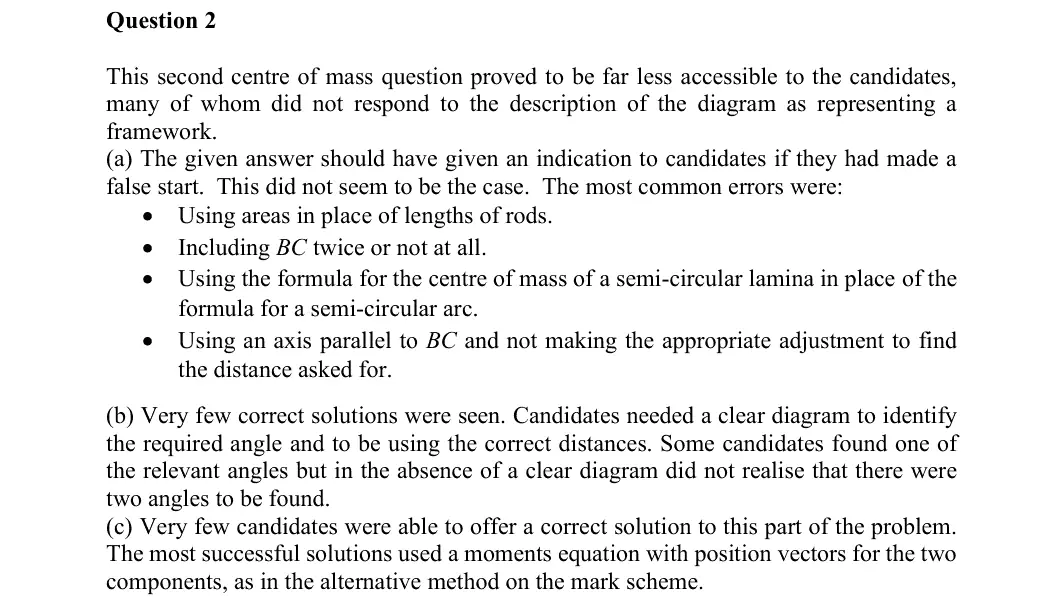 Question 2
This second centre of mass question proved to be far less accessible to the candidates,
many of whom did not respond to the description of the diagram as representing a
framework.
(a) The given answer should have given an indication to candidates if they had made a
false start.  This did not seem to be the case.  The most common errors were:
• Using areas in place of lengths of rods.
• Including BC twice or not at all.
• Using the formula for the centre of mass of a semi-circular lamina in place of the
formula for a semi-circular arc.
• Using an axis parallel to BC and not making the appropriate adjustment to find
the distance asked for.
(b) Very few correct solutions were seen. Candidates needed a clear diagram to identify
the required angle and to be using the correct distances. Some candidates found one of
the relevant angles but in the absence of a clear diagram did not realise that there were
two angles to be found.
(c) Very few candidates were able to offer a correct solution to this part of the problem.
The most successful solutions used a moments equation with position vectors for the two
components, as in the alternative method on the mark scheme.